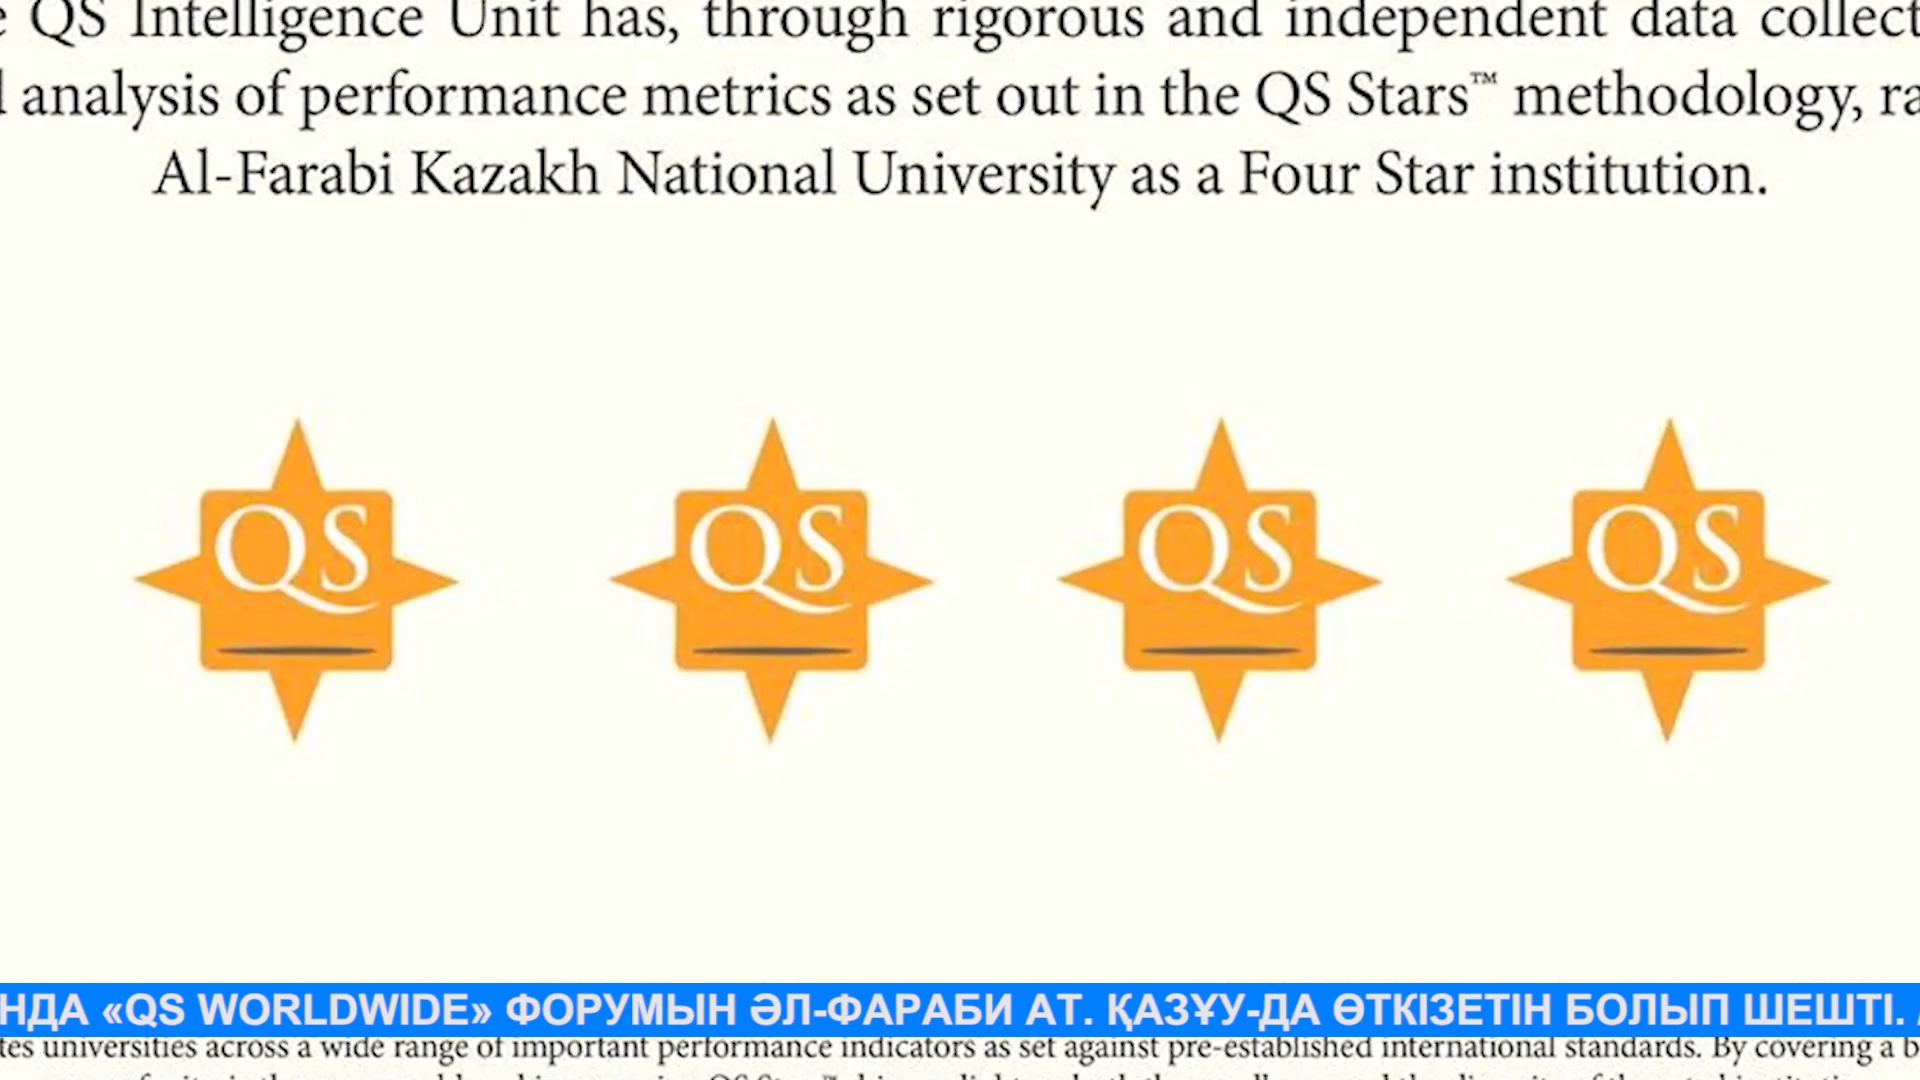 QS Intelligence Unit has, through rigorous and independent data collect
analysis of performance metrics as set out in the QS Stars™ methodology, ra
Al-Farabi Kazakh National University as a Four Star institution.
QS QS QS QS
НДА «QS WORLDWIDE» ФОРУМЫН ӘЛ-ФАРАБИ АТ. ҚАЗҰУ-ДА ӨТКІЗЕТІН БОЛЫП ШЕШТІ.
tes universities across a wide range of important performance indicators as set against pre-established international standards. By covering a b